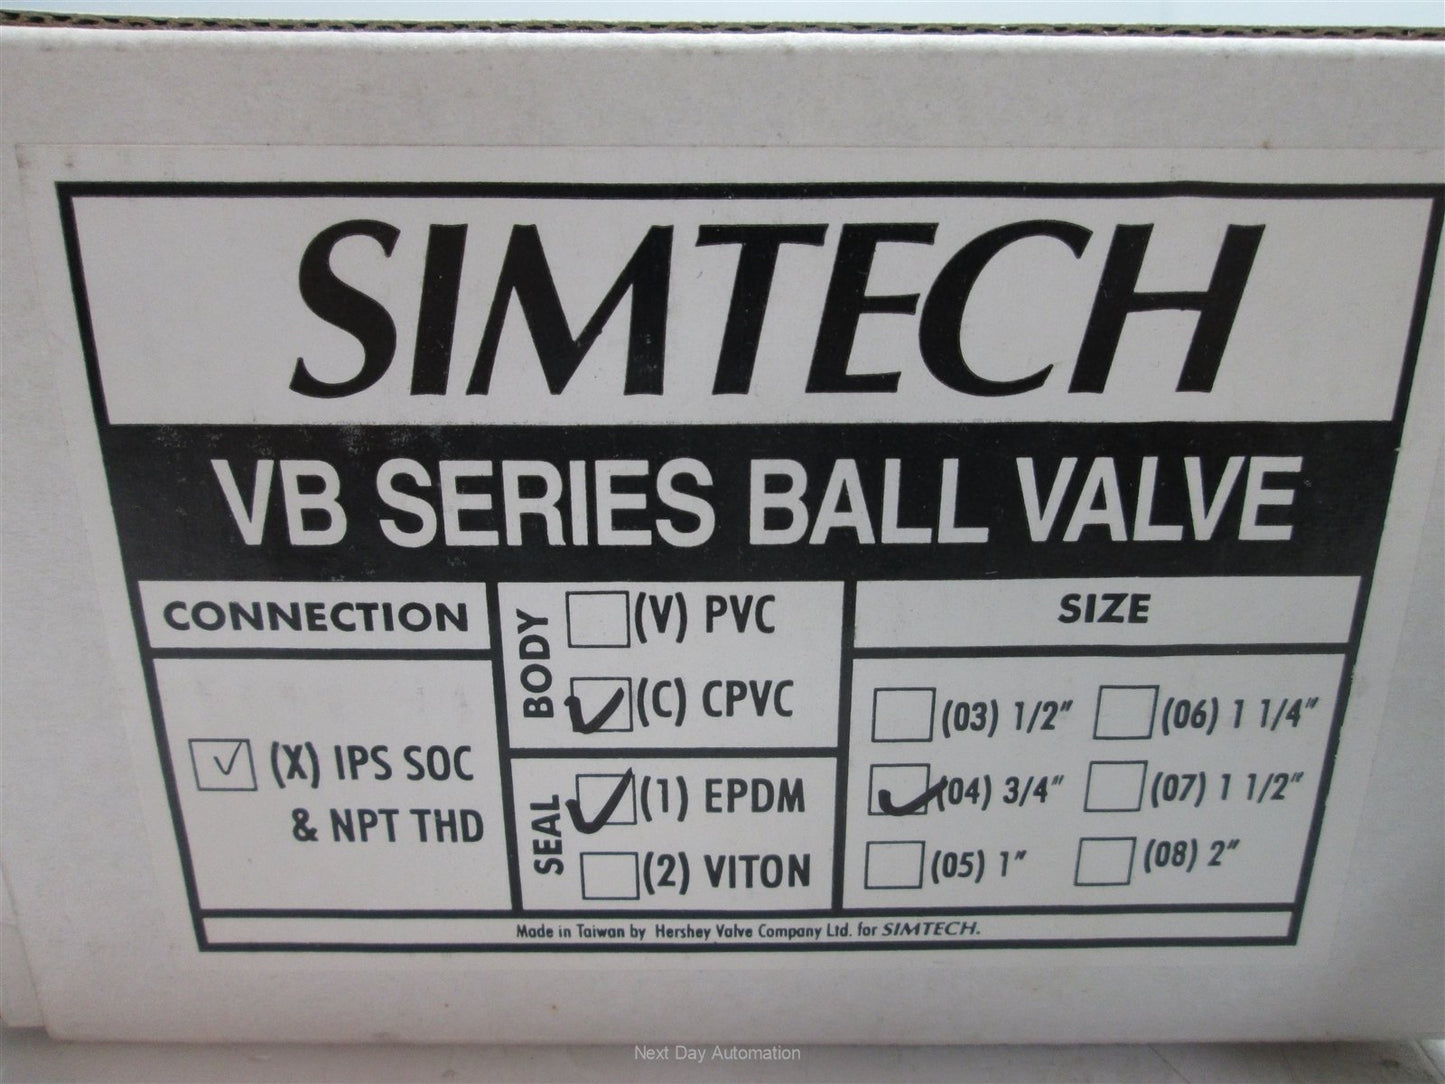 SIMTECH
VB SERIES BALL VALVE
CONNECTION
(X) IPS SOC
& NPT THD
BODY
(V) PVC
(C) CPVC
SEAL
(1) EPDM
(2) VITON
SIZE
(03) 1/2" (06) 1 1/4"
(04) 3/4" (07) 1 1/2"
(05) 1" (08) 2"
Made in Taiwan by Hershey Valve Company Ltd. for SIMTECH.
Next Day Automation